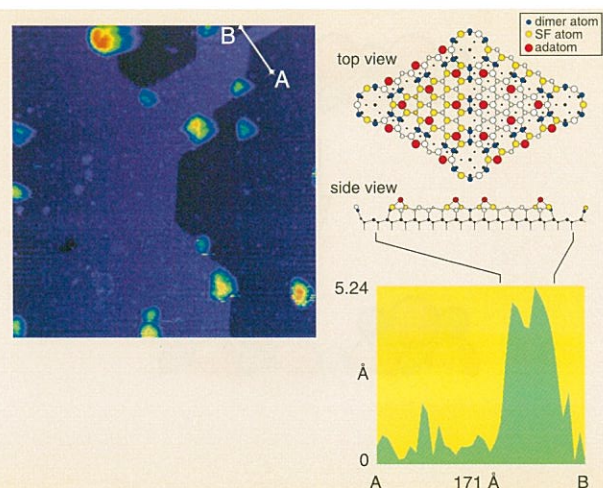 B
A
dimer atom
SF atom
adatom
top view
side view
5.24
Å
0
A 171 Å B